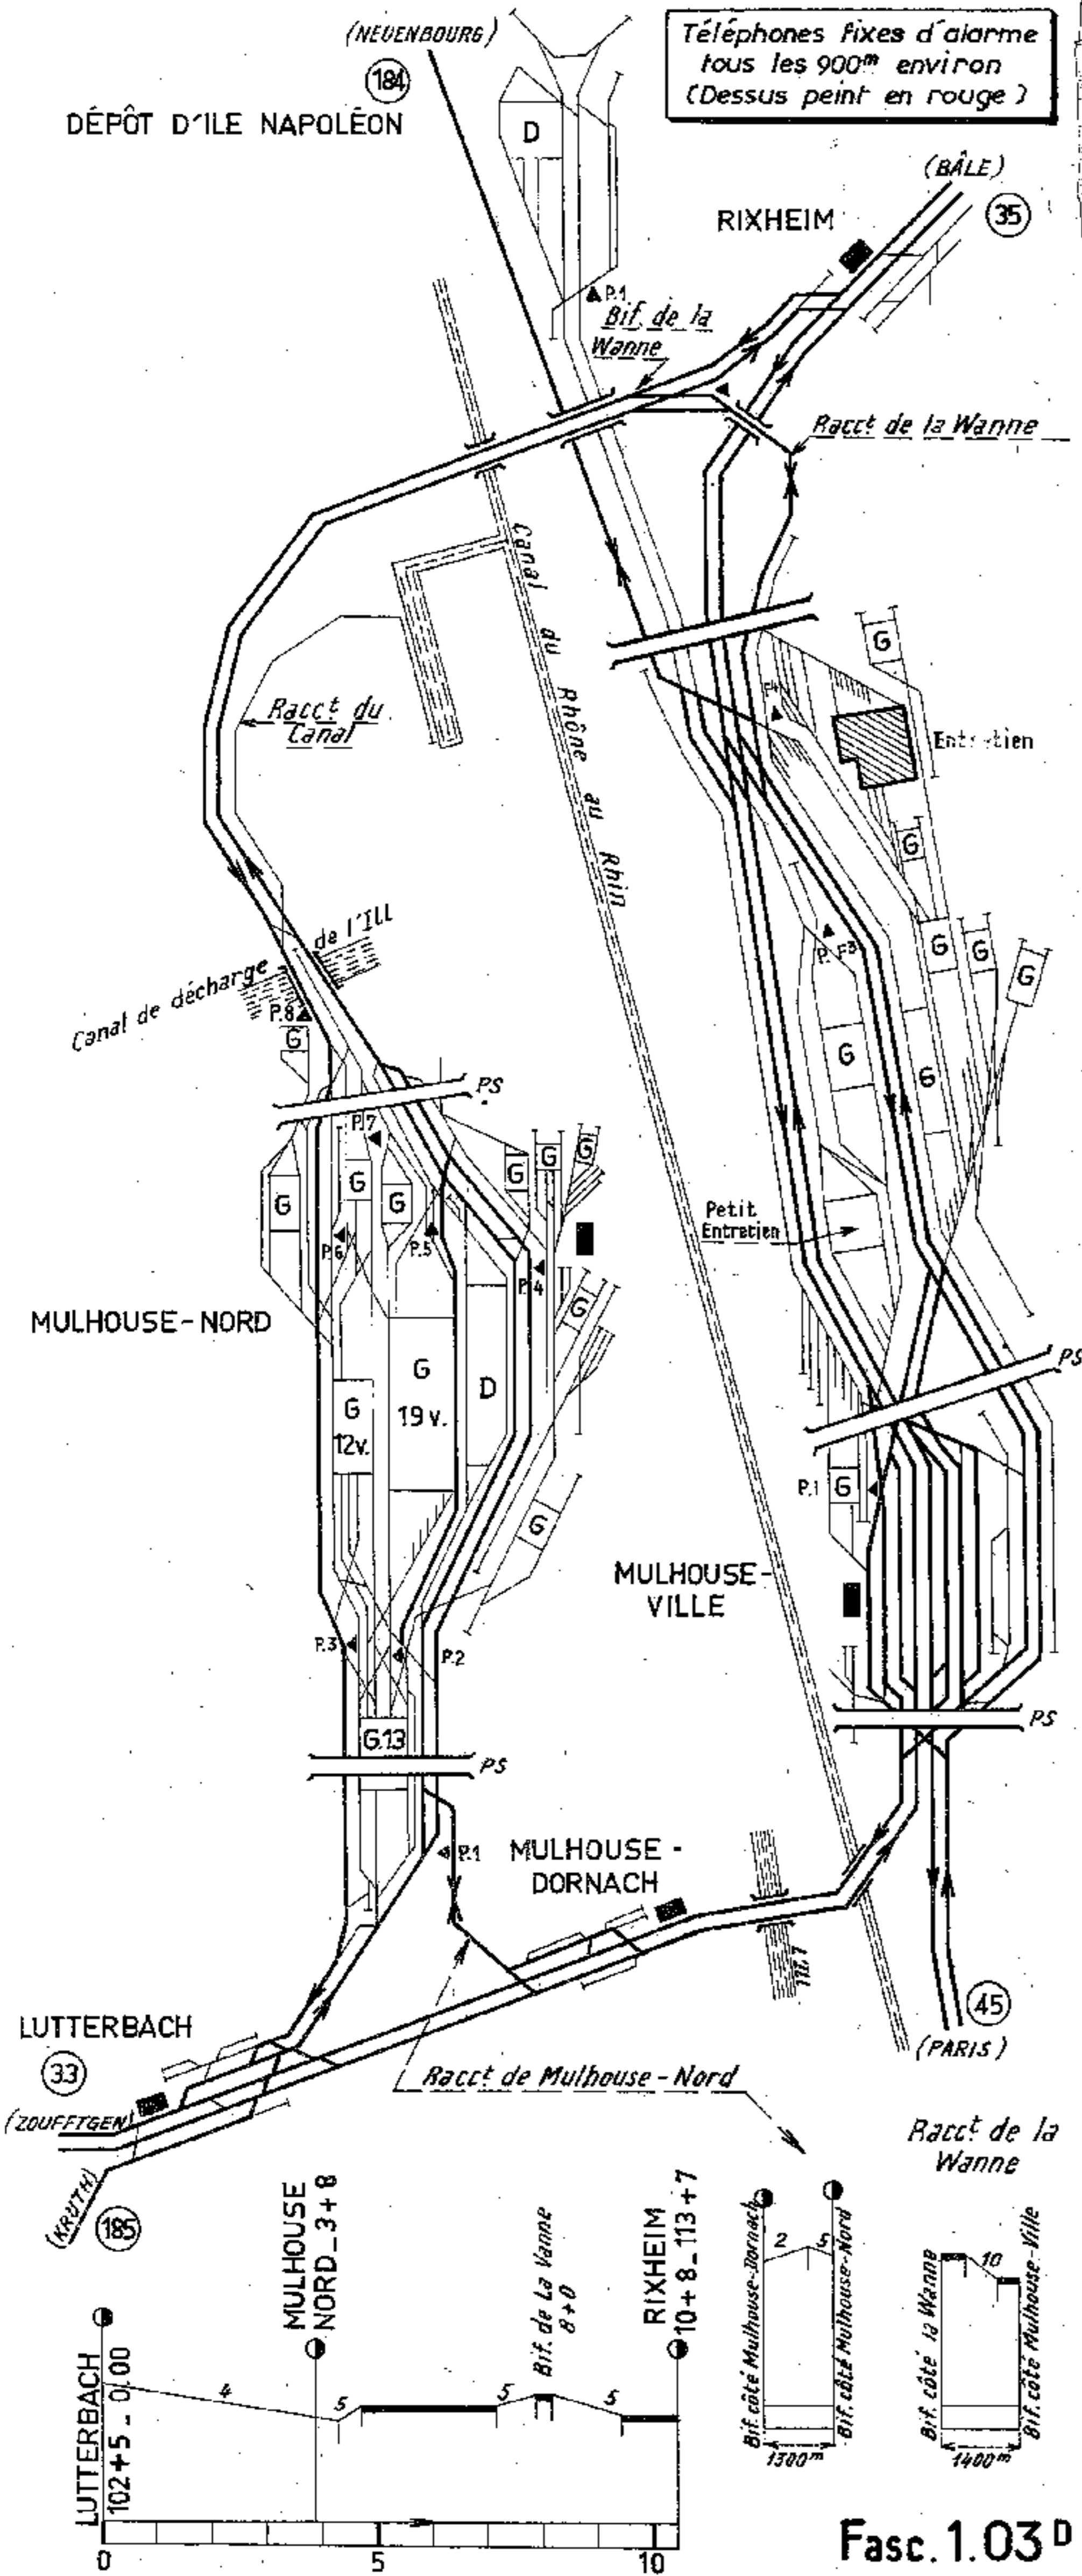 (NEUENBOURG)
184
DÉPÔT D'ILE NAPOLÉON
Téléphones fixes d'alarme
tous les 900m environ
(Dessus peint en rouge)
D
(BÂLE)
35
RIXHEIM
P.1
Bif. de la
Wanne
Racct de la Wanne
Canal du Rhône au Rhin
G
Racct du
Canal
Entretien
G
Canal de décharge de l'Ill
P. F3
G
G
G
G
G
P.8
G
PS
P.7
G
G
G
G
G
G
P.6
P.5
P.4
Petit
Entretien
MULHOUSE-NORD
G
G
19 v.
D
G
12v.
PS
P.1
G
G
MULHOUSE-
VILLE
P.3
P.2
G.13
PS
PS
P.1
MULHOUSE-
DORNACH
ILL
LUTTERBACH
33
(ZOUFFTGEN)
45
(PARIS)
Racct de Mulhouse-Nord
(KRUTH)
185
Racct de la
Wanne
LUTTERBACH
102+5_0,00
MULHOUSE
NORD_3+8
Bif. de La Vanne
8+0
RIXHEIM
10+8_113+7
4
5
5
5
0
5
10
Bif. côté Mulhouse-Dornach
2
5
Bif. côté Mulhouse-Nord
1300m
Bif. côté la Wanne
10
Bif. côté Mulhouse-Ville
1400m
Fasc. 1.03 D